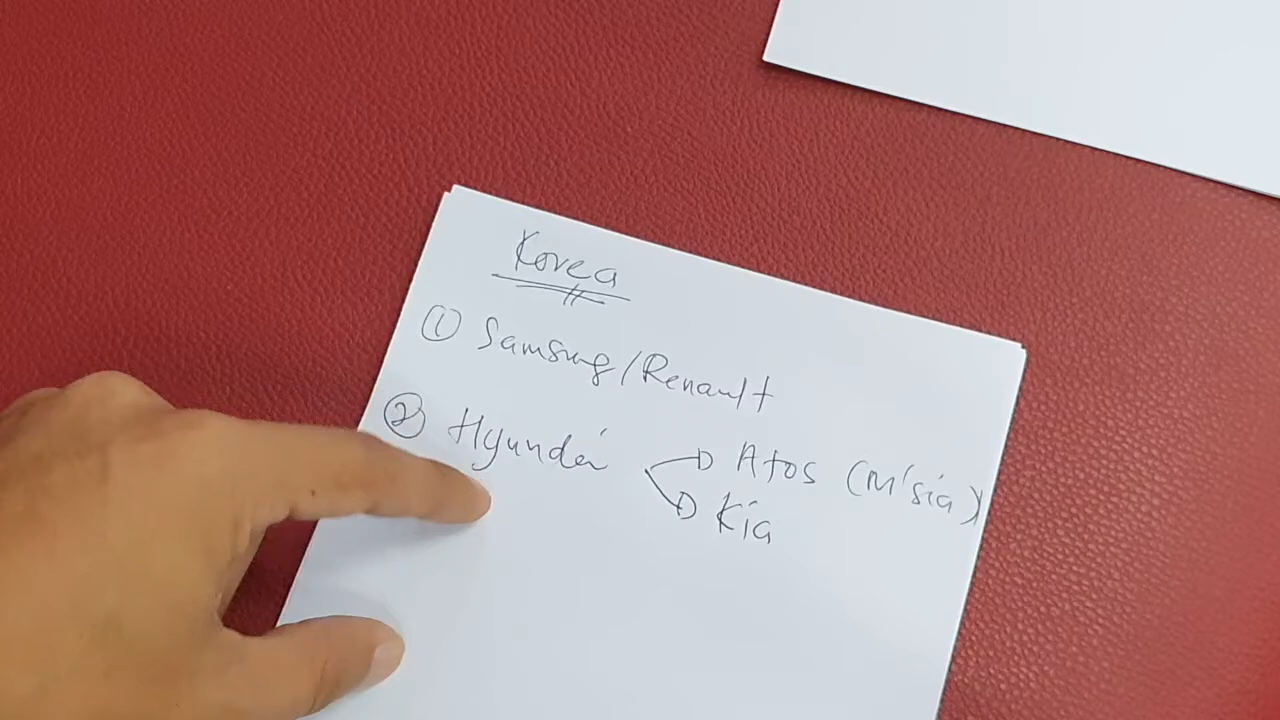 Korea
① Samsung/Renault
② Hyundai → Atos (M'sia)
→ Kia